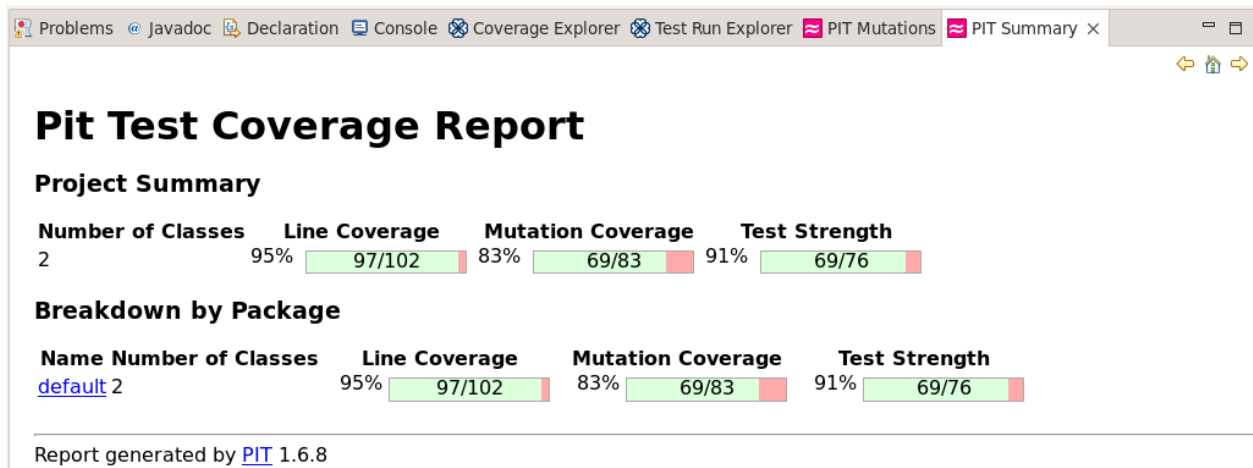 Problems @ Javadoc Declaration Console Coverage Explorer Test Run Explorer PIT Mutations PIT Summary
Pit Test Coverage Report
Project Summary
Number of Classes Line Coverage Mutation Coverage Test Strength
2 95% 97/102 83% 69/83 91% 69/76
Breakdown by Package
Name Number of Classes Line Coverage Mutation Coverage Test Strength
default 2 95% 97/102 83% 69/83 91% 69/76
Report generated by PIT 1.6.8